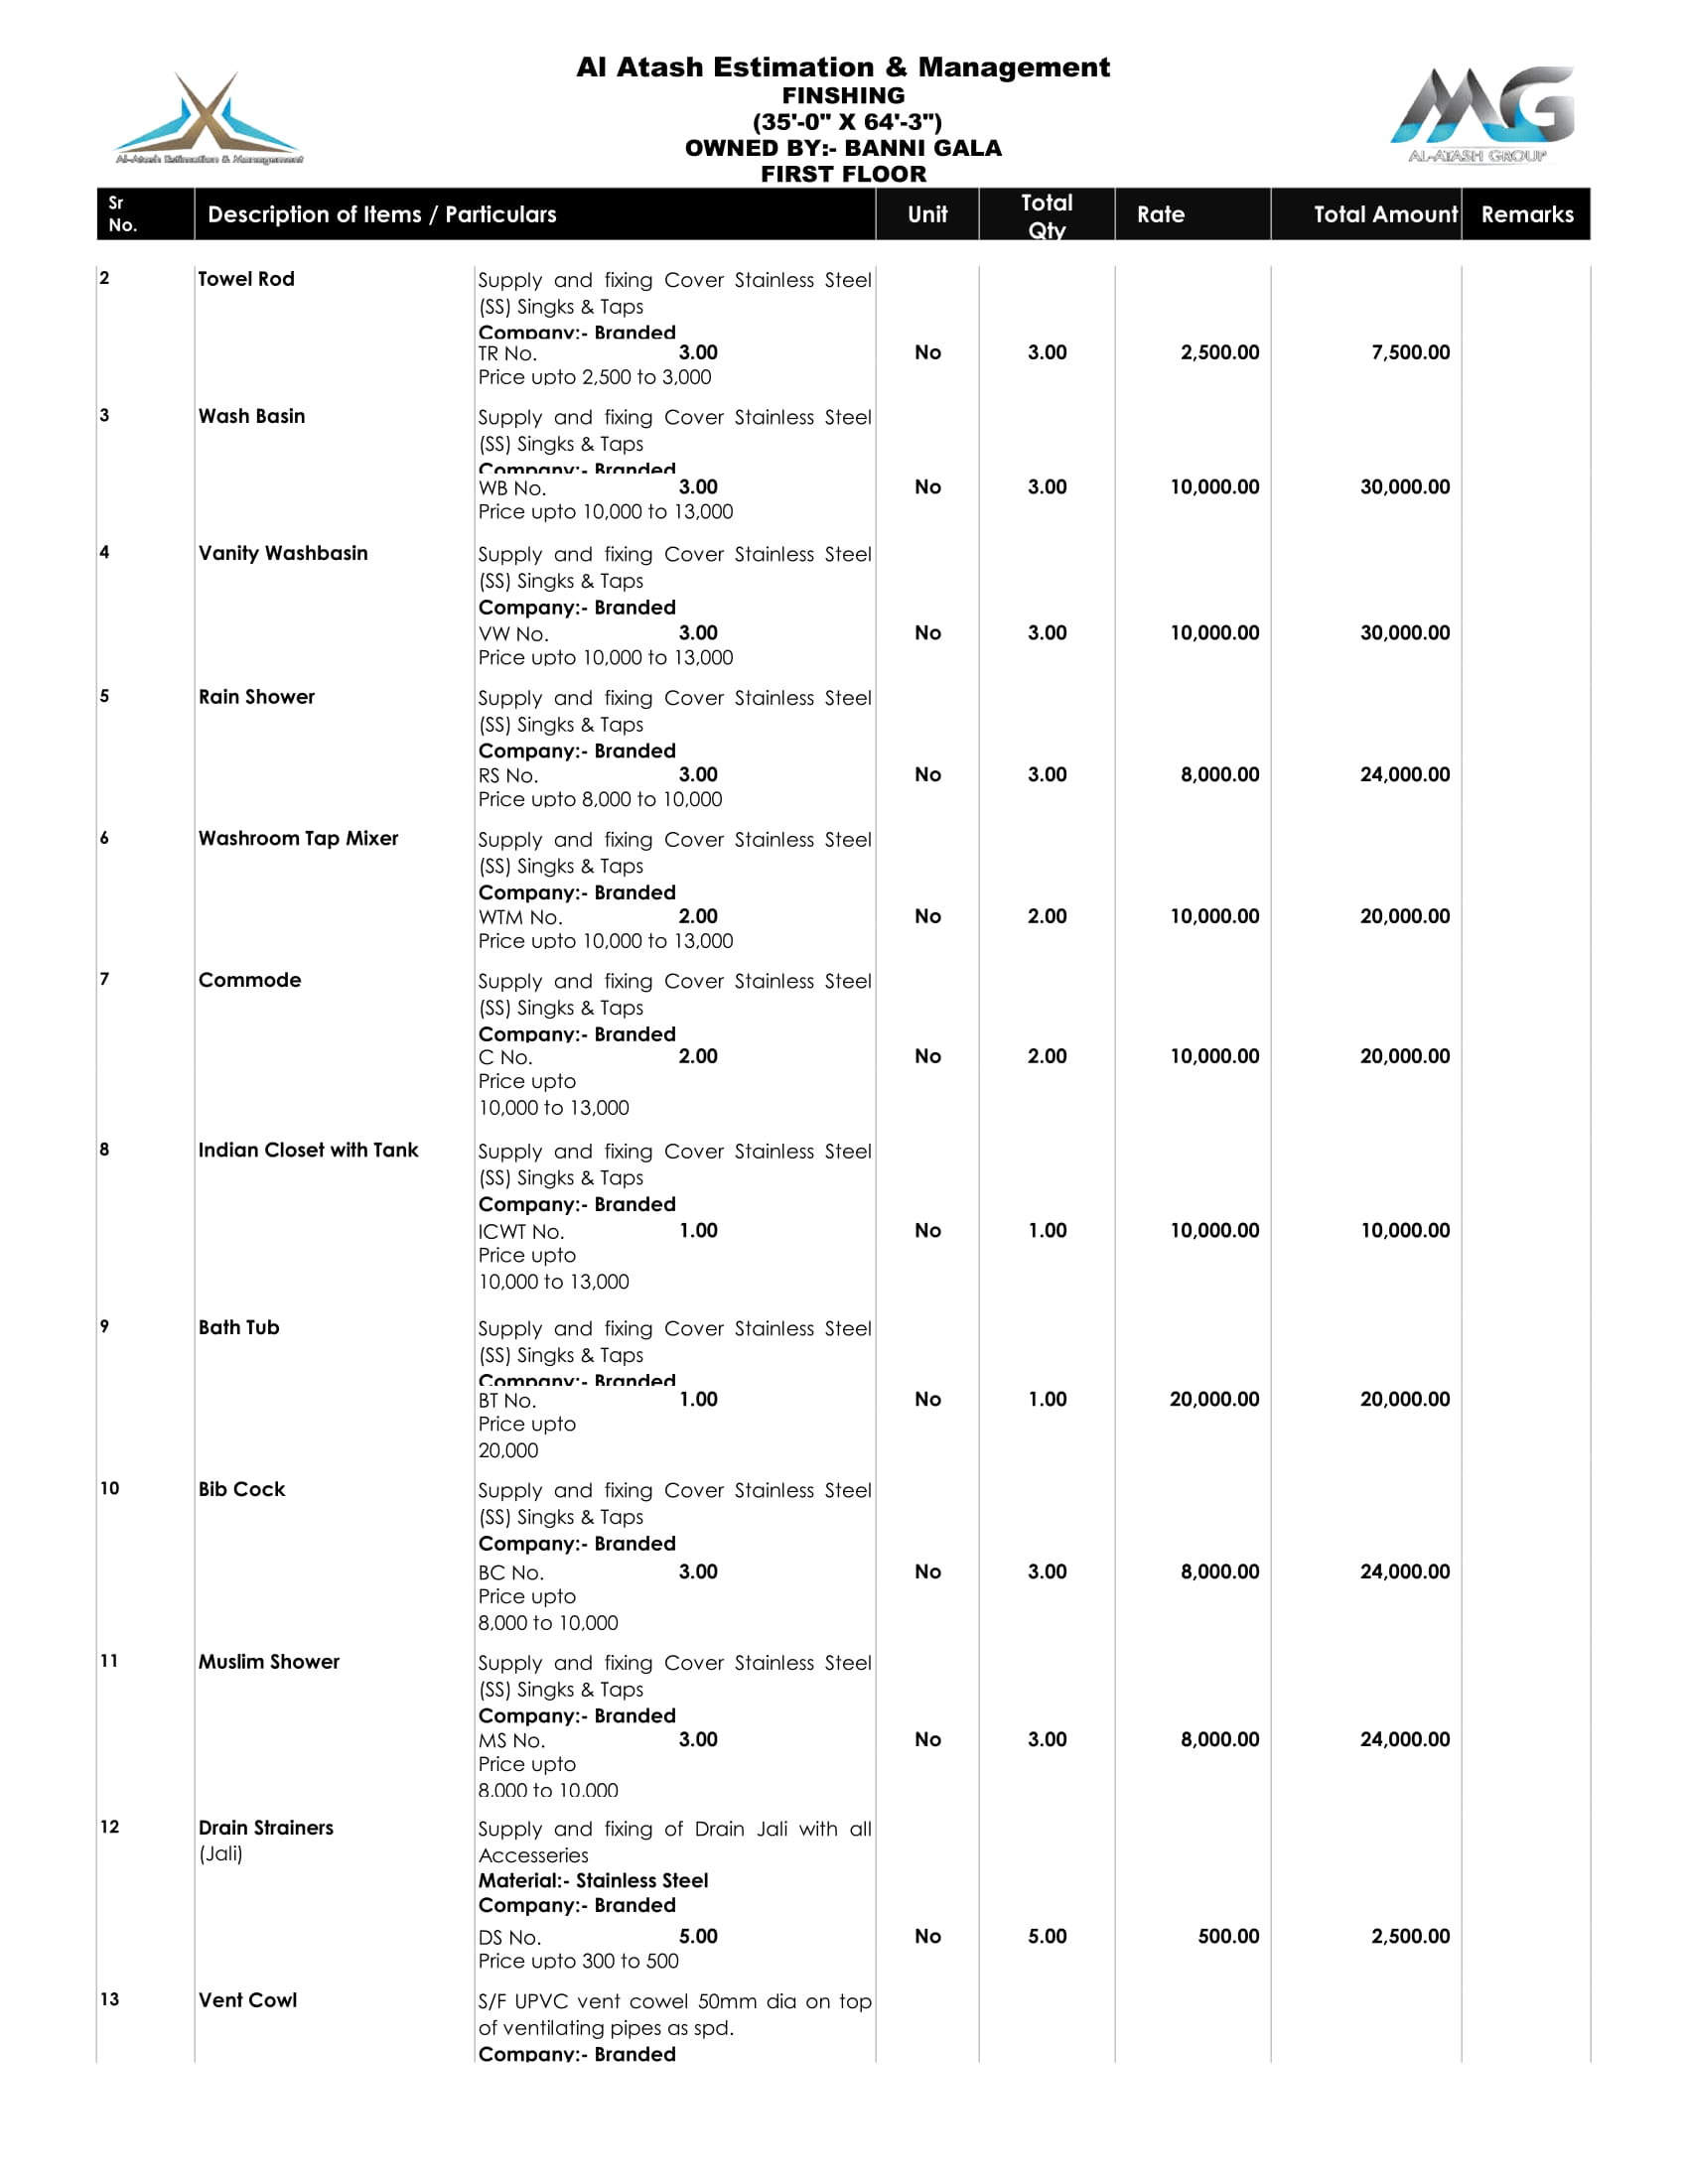 Al Atash Estimation & Management
FINSHING
(35'-0" X 64'-3")
OWNED BY:- BANNI GALA
FIRST FLOOR
Al-Atash Estimation & Management
MG
AL-ATASH GROUP
Sr No. Description of Items / Particulars Unit Total Qty Rate Total Amount Remarks
2 Towel Rod Supply and fixing Cover Stainless Steel
(SS) Singks & Taps
Company:- Branded
TR No. 3.00 No 3.00 2,500.00 7,500.00
Price upto 2,500 to 3,000
3 Wash Basin Supply and fixing Cover Stainless Steel
(SS) Singks & Taps
Company:- Branded
WB No. 3.00 No 3.00 10,000.00 30,000.00
Price upto 10,000 to 13,000
4 Vanity Washbasin Supply and fixing Cover Stainless Steel
(SS) Singks & Taps
Company:- Branded
VW No. 3.00 No 3.00 10,000.00 30,000.00
Price upto 10,000 to 13,000
5 Rain Shower Supply and fixing Cover Stainless Steel
(SS) Singks & Taps
Company:- Branded
RS No. 3.00 No 3.00 8,000.00 24,000.00
Price upto 8,000 to 10,000
6 Washroom Tap Mixer Supply and fixing Cover Stainless Steel
(SS) Singks & Taps
Company:- Branded
WTM No. 2.00 No 2.00 10,000.00 20,000.00
Price upto 10,000 to 13,000
7 Commode Supply and fixing Cover Stainless Steel
(SS) Singks & Taps
Company:- Branded
C No. 2.00 No 2.00 10,000.00 20,000.00
Price upto
10,000 to 13,000
8 Indian Closet with Tank Supply and fixing Cover Stainless Steel
(SS) Singks & Taps
Company:- Branded
ICWT No. 1.00 No 1.00 10,000.00 10,000.00
Price upto
10,000 to 13,000
9 Bath Tub Supply and fixing Cover Stainless Steel
(SS) Singks & Taps
Company:- Branded
BT No. 1.00 No 1.00 20,000.00 20,000.00
Price upto
20,000
10 Bib Cock Supply and fixing Cover Stainless Steel
(SS) Singks & Taps
Company:- Branded
BC No. 3.00 No 3.00 8,000.00 24,000.00
Price upto
8,000 to 10,000
11 Muslim Shower Supply and fixing Cover Stainless Steel
(SS) Singks & Taps
Company:- Branded
MS No. 3.00 No 3.00 8,000.00 24,000.00
Price upto
8,000 to 10,000
12 Drain Strainers Supply and fixing of Drain Jali with all
(Jali) Accesseries
Material:- Stainless Steel
Company:- Branded
DS No. 5.00 No 5.00 500.00 2,500.00
Price upto 300 to 500
13 Vent Cowl S/F UPVC vent cowel 50mm dia on top
of ventilating pipes as spd.
Company:- Branded